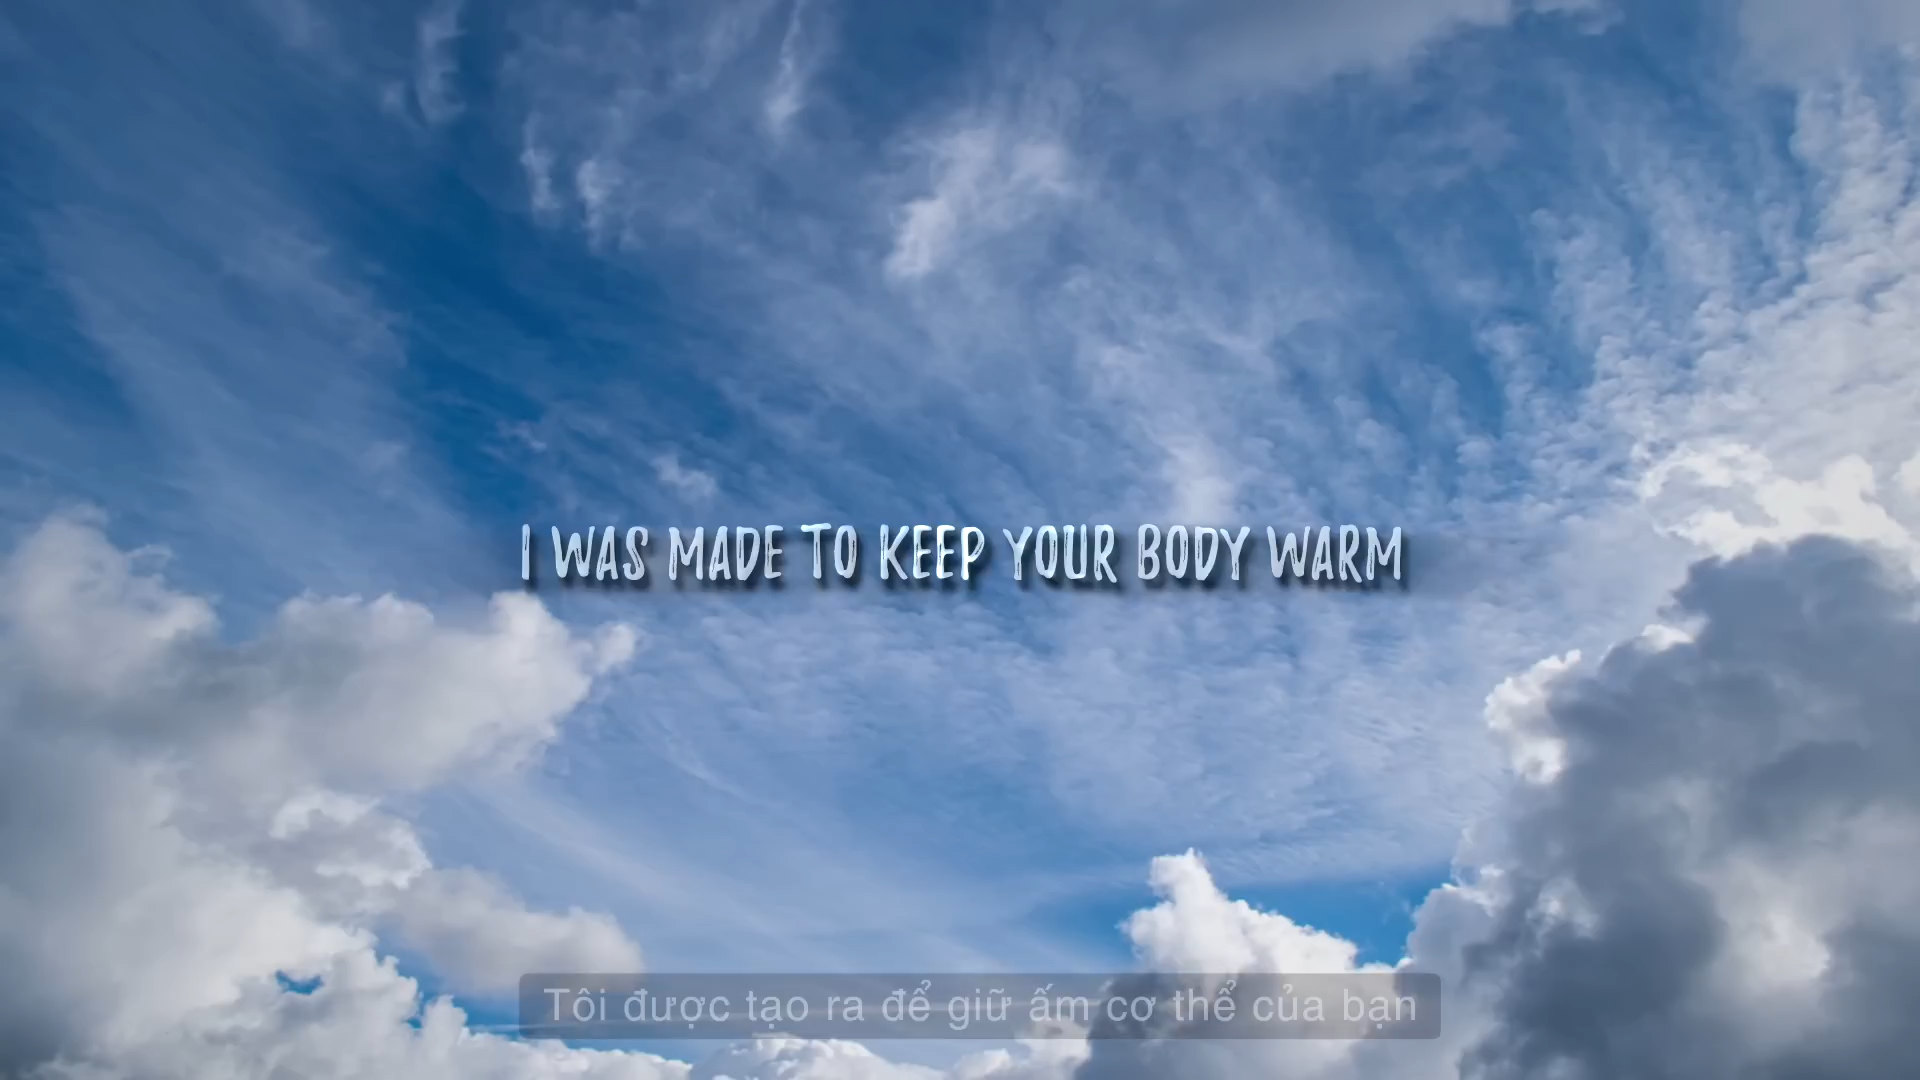 I WAS MADE TO KEEP YOUR BODY WARM
Tôi được tạo ra để giữ ấm cơ thể của bạn